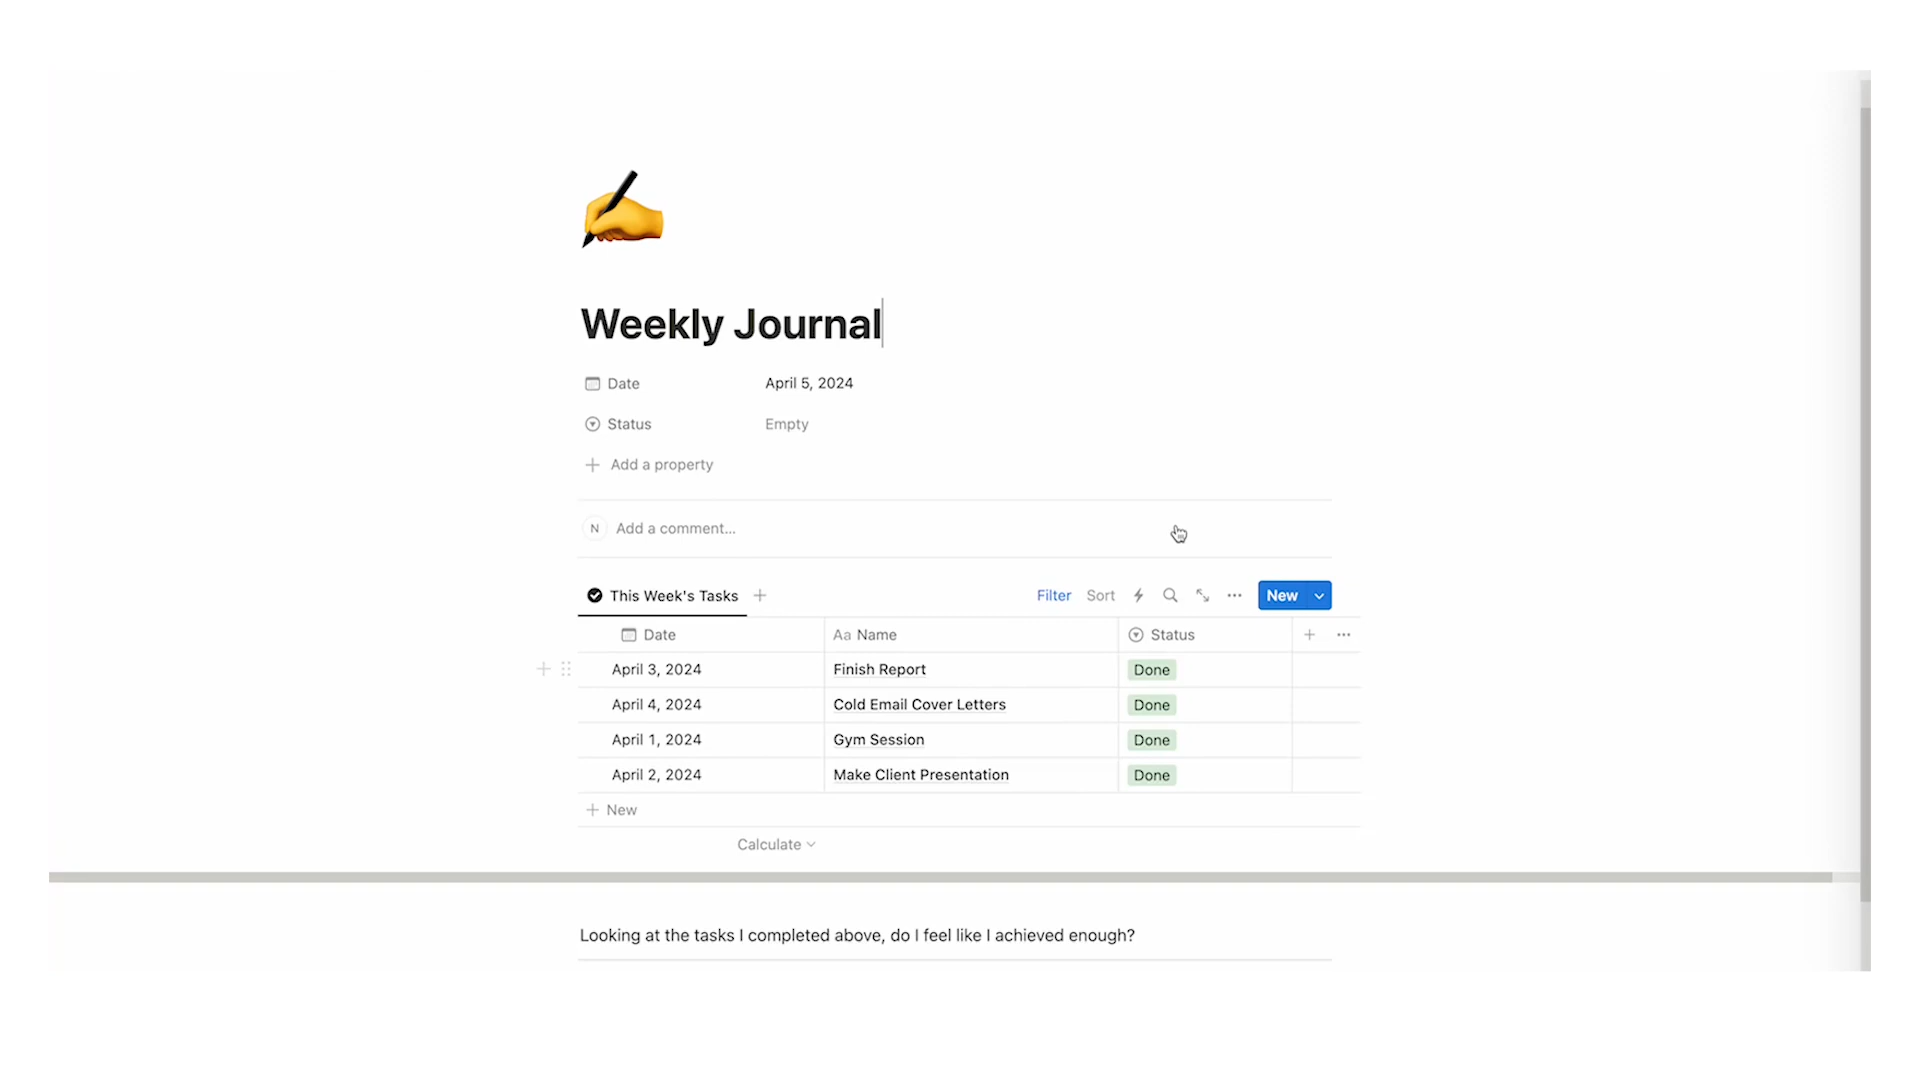 Weekly Journal
Date April 5, 2024
Status Empty
Add a property
N Add a comment...
This Week's Tasks Filter Sort New
Date Aa Name Status
April 3, 2024 Finish Report Done
April 4, 2024 Cold Email Cover Letters Done
April 1, 2024 Gym Session Done
April 2, 2024 Make Client Presentation Done
New
Calculate
Looking at the tasks I completed above, do I feel like I achieved enough?